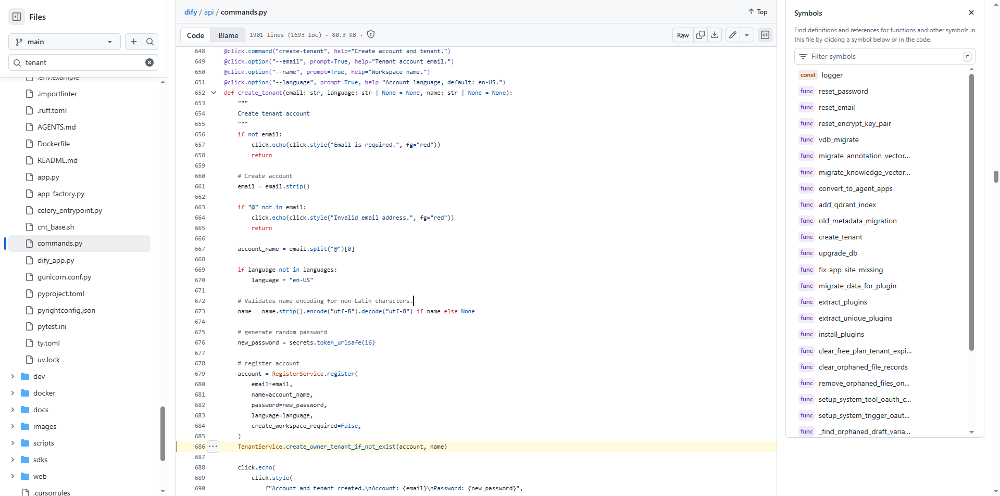 Files
main
tenant
.env.example
.importlinter
.ruff.toml
AGENTS.md
Dockerfile
README.md
app.py
app_factory.py
celery_entrypoint.py
cnt_base.sh
commands.py
dify_app.py
gunicorn.conf.py
pyproject.toml
pyrightconfig.json
pytest.ini
ty.toml
uv.lock
dev
docker
docs
images
scripts
sdks
web
.cursorrules
dify / api / commands.py
Top
Code Blame 1901 lines (1693 loc) · 80.3 KB ·
Raw
648 @click.command("create-tenant", help="Create account and tenant.")
649 @click.option("--email", prompt=True, help="Tenant account email.")
650 @click.option("--name", prompt=True, help="Workspace name.")
651 @click.option("--language", prompt=True, help="Account language, default: en-US.")
652 def create_tenant(email: str, language: str | None = None, name: str | None = None):
653 """
654 Create tenant account
655 """
656 if not email:
657 click.echo(click.style("Email is required.", fg="red"))
658 return
659
660 # Create account
661 email = email.strip()
662
663 if "@" not in email:
664 click.echo(click.style("Invalid email address.", fg="red"))
665 return
666
667 account_name = email.split("@")[0]
668
669 if language not in languages:
670 language = "en-US"
671
672 # Validates name encoding for non-Latin characters.
673 name = name.strip().encode("utf-8").decode("utf-8") if name else None
674
675 # generate random password
676 new_password = secrets.token_urlsafe(16)
677
678 # register account
679 account = RegisterService.register(
680 email=email,
681 name=account_name,
682 password=new_password,
683 language=language,
684 create_workspace_required=False,
685 )
686 TenantService.create_owner_tenant_if_not_exist(account, name)
687
688 click.echo(
689 click.style(
690 f"Account and tenant created.\nAccount: {email}\nPassword: {new_password}",
Symbols
Find definitions and references for functions and other symbols in
this file by clicking a symbol below or in the code.
Filter symbols r
const logger
func reset_password
func reset_email
func reset_encrypt_key_pair
func vdb_migrate
func migrate_annotation_vector...
func migrate_knowledge_vector...
func convert_to_agent_apps
func add_qdrant_index
func old_metadata_migration
func create_tenant
func upgrade_db
func fix_app_site_missing
func migrate_data_for_plugin
func extract_plugins
func extract_unique_plugins
func install_plugins
func clear_free_plan_tenant_expi...
func clear_orphaned_file_records
func remove_orphaned_files_on...
func setup_system_tool_oauth_c...
func setup_system_trigger_oaut...
func _find_orphaned_draft_varia...